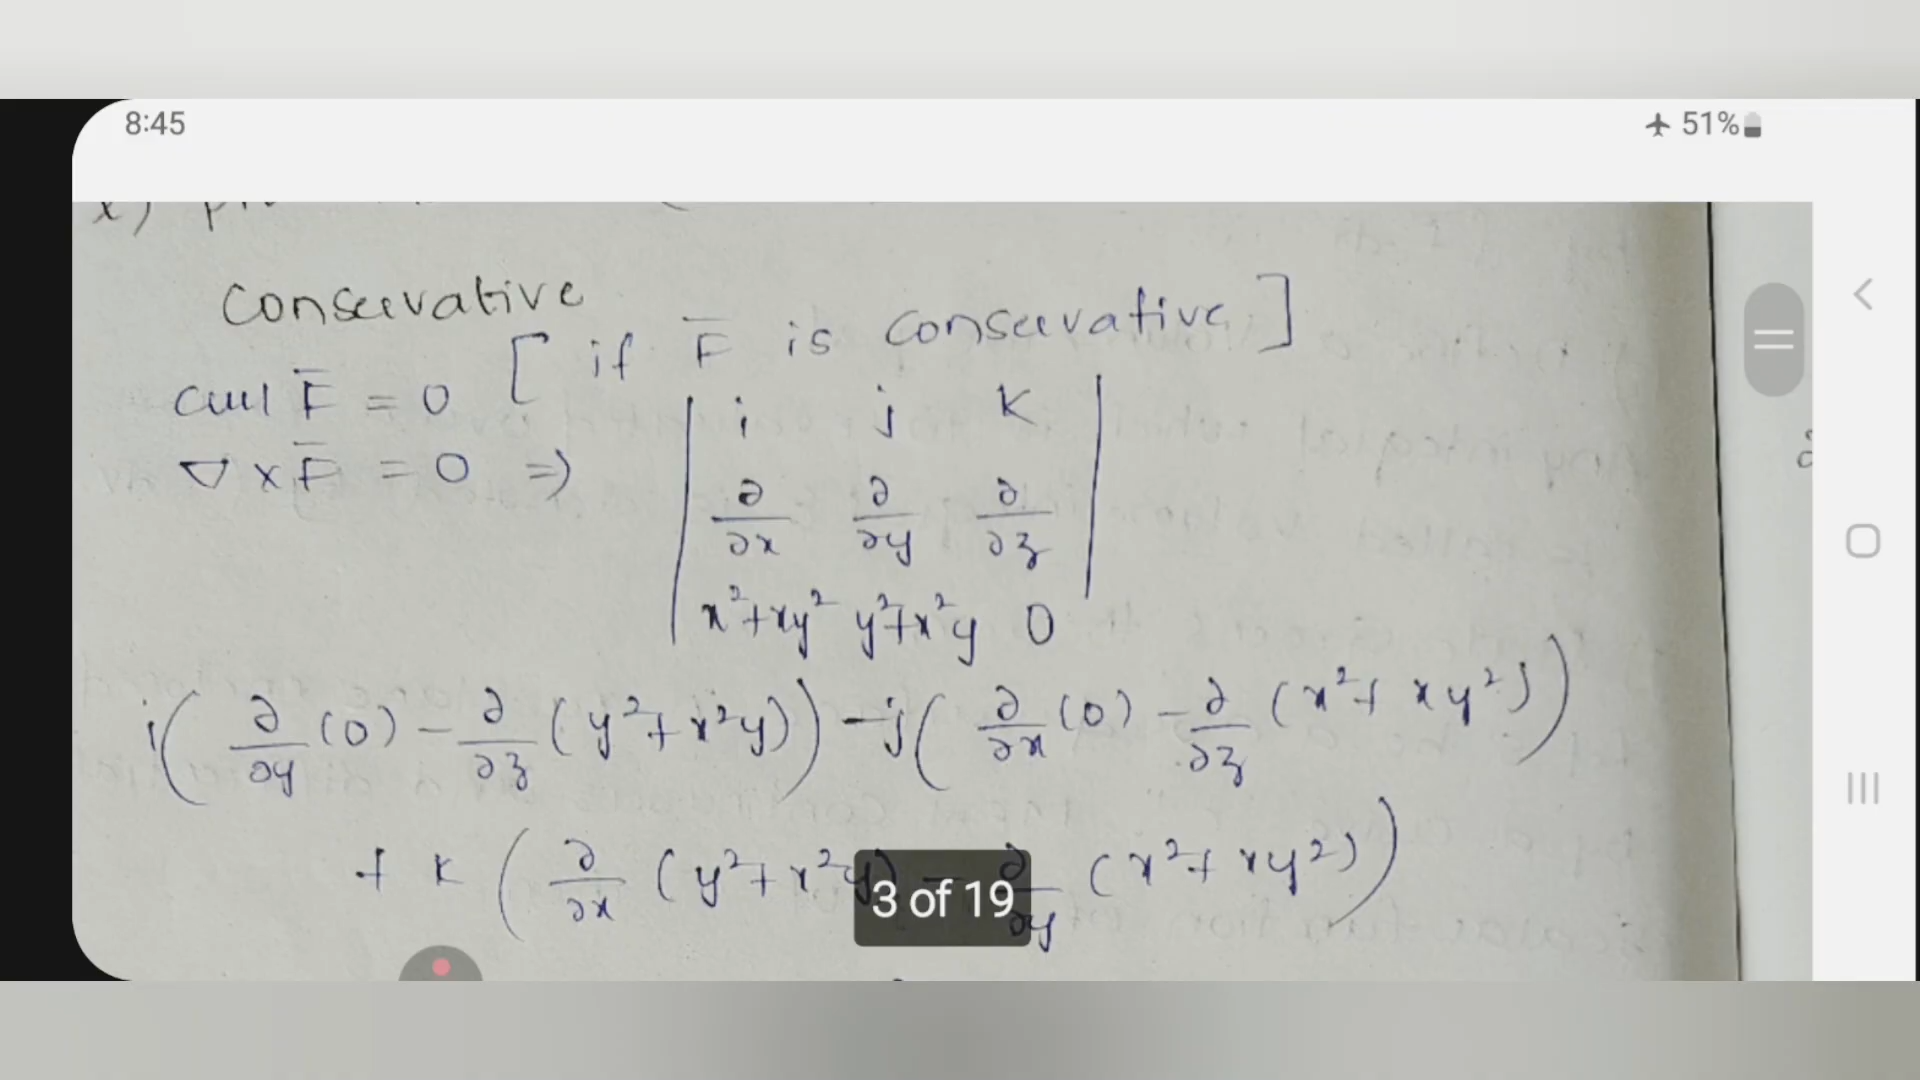 8:45
51%
Conservative
[ if F̅ is conservative ]
curl F̅ = 0
∇ × F̅ = 0 ⇒ | i j k |
| ∂/∂x ∂/∂y ∂/∂z |
| x²+xy² y²+x²y 0 |
i( ∂/∂y (0) − ∂/∂z (y²+x²y)) − j( ∂/∂x (0) − ∂/∂z (x²+ xy²))
+ k ( ∂/∂x (y²+ x²y) − ∂/∂y (x²+ xy²))
3 of 19